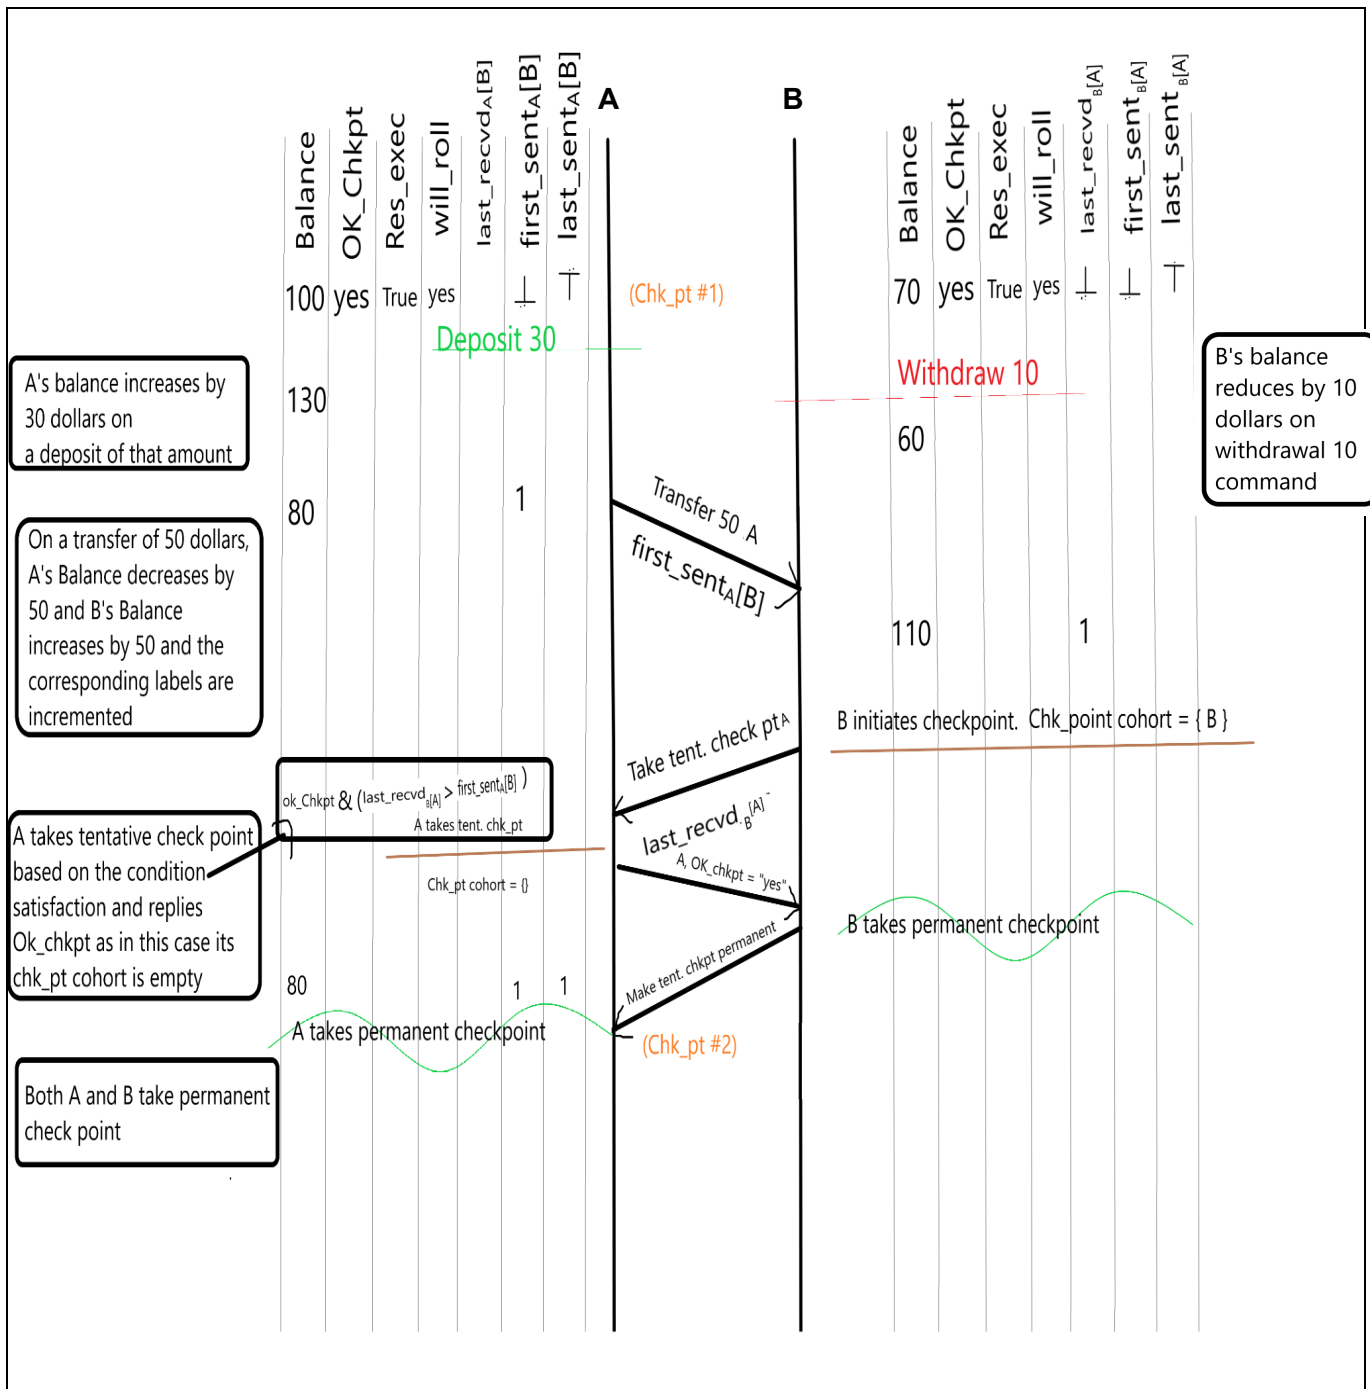 Balance
OK_Chkpt
Res_exec
will_roll
last_recvdA[B]
first_sentA[B]
last_sentA[B]
A
B
Balance
OK_Chkpt
Res_exec
will_roll
last_recvdB[A]
first_sentB[A]
last_sentB[A]
100 yes True yes ⊥ ⊤
(Chk_pt #1)
70 yes True yes ⊥ ⊥ ⊤
Deposit 30
Withdraw 10
A's balance increases by
30 dollars on
a deposit of that amount
B's balance
reduces by 10
dollars on
withdrawal 10
command
130
60
80 1
Transfer 50 A
first_sentA[B]
On a transfer of 50 dollars,
A's Balance decreases by
50 and B's Balance
increases by 50 and the
corresponding labels are
incremented
110 1
B initiates checkpoint. Chk_point cohort = { B }
Take tent. check ptA
last_recvd.B[A]
ok_Chkpt & (last_recvdB[A] > first_sentA[B] )
A takes tent. chk_pt
A takes tentative check point
based on the condition
satisfaction and replies
Ok_chkpt as in this case its
chk_pt cohort is empty
Chk_pt cohort = {}
A, OK_chkpt = "yes"
B takes permanent checkpoint
Make tent. chkpt permanent
80 1 1
A takes permanent checkpoint
(Chk_pt #2)
Both A and B take permanent
check point